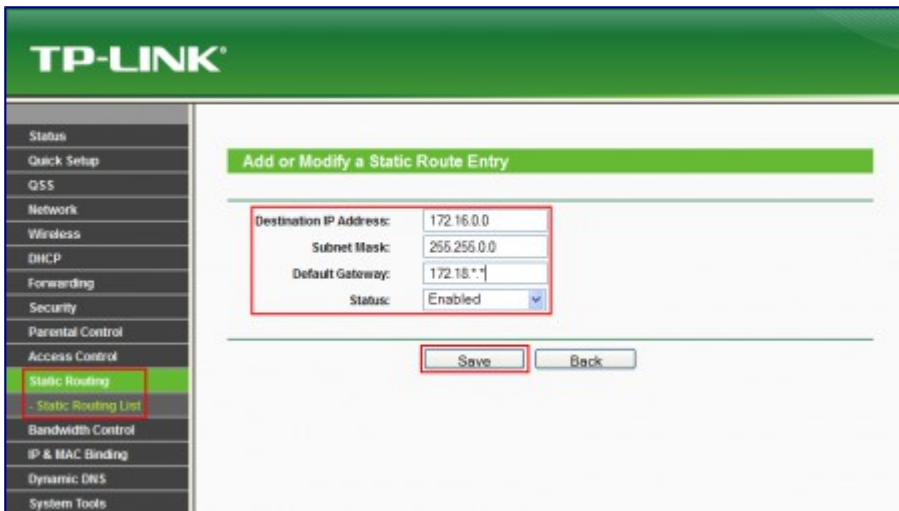 TP-LINK®
Status
Quick Setup
QSS
Network
Wireless
DHCP
Forwarding
Security
Parental Control
Access Control
Static Routing
- Static Routing List
Bandwidth Control
IP & MAC Binding
Dynamic DNS
System Tools
Add or Modify a Static Route Entry
Destination IP Address: 172.16.0.0
Subnet Mask: 255.255.0.0
Default Gateway: 172.18.*.*
Status: Enabled
Save Back